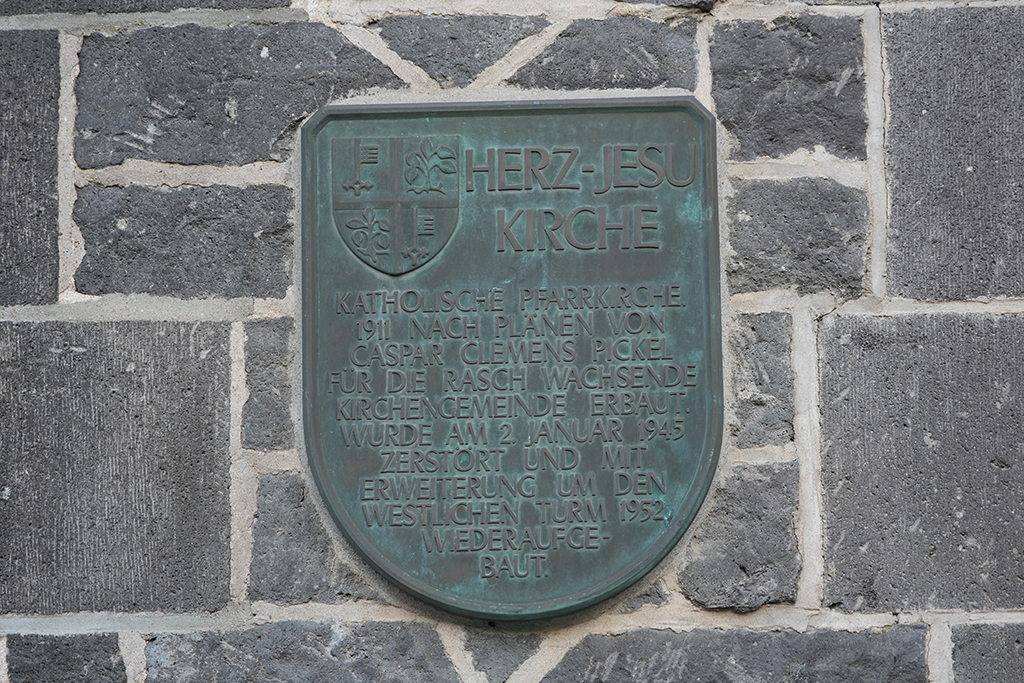 HERZ-JESU
KIRCHE
KATHOLISCHE PFARRKIRCHE.
1911 NACH PLÄNEN VON
CASPAR CLEMENS PICKEL
FÜR DIE RASCH WACHSENDE
KIRCHENGEMEINDE ERBAUT.
WURDE AM 2. JANUAR 1945
ZERSTÖRT UND MIT
ERWEITERUNG UM DEN
WESTLICHEN TURM 1952
WIEDERAUFGE-
BAUT.